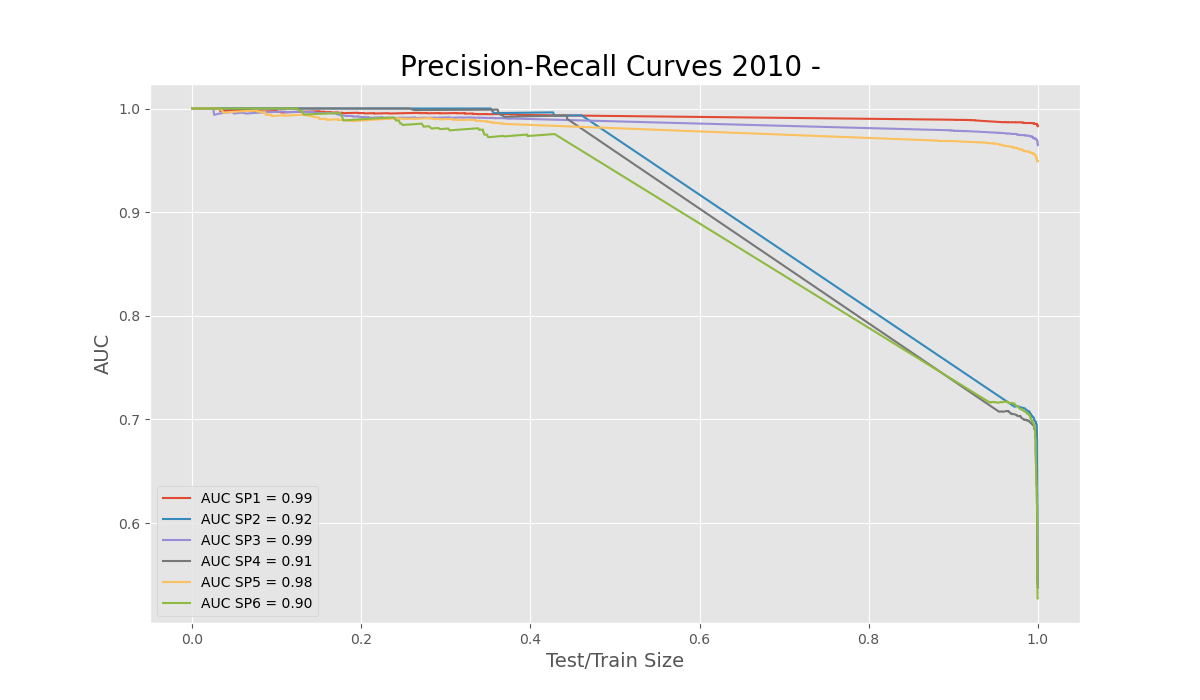 Precision-Recall Curves 2010 -
1.0
0.9
0.8
0.7
0.6
AUC
AUC SP1 = 0.99
AUC SP2 = 0.92
AUC SP3 = 0.99
AUC SP4 = 0.91
AUC SP5 = 0.98
AUC SP6 = 0.90
0.0 0.2 0.4 0.6 0.8 1.0
Test/Train Size